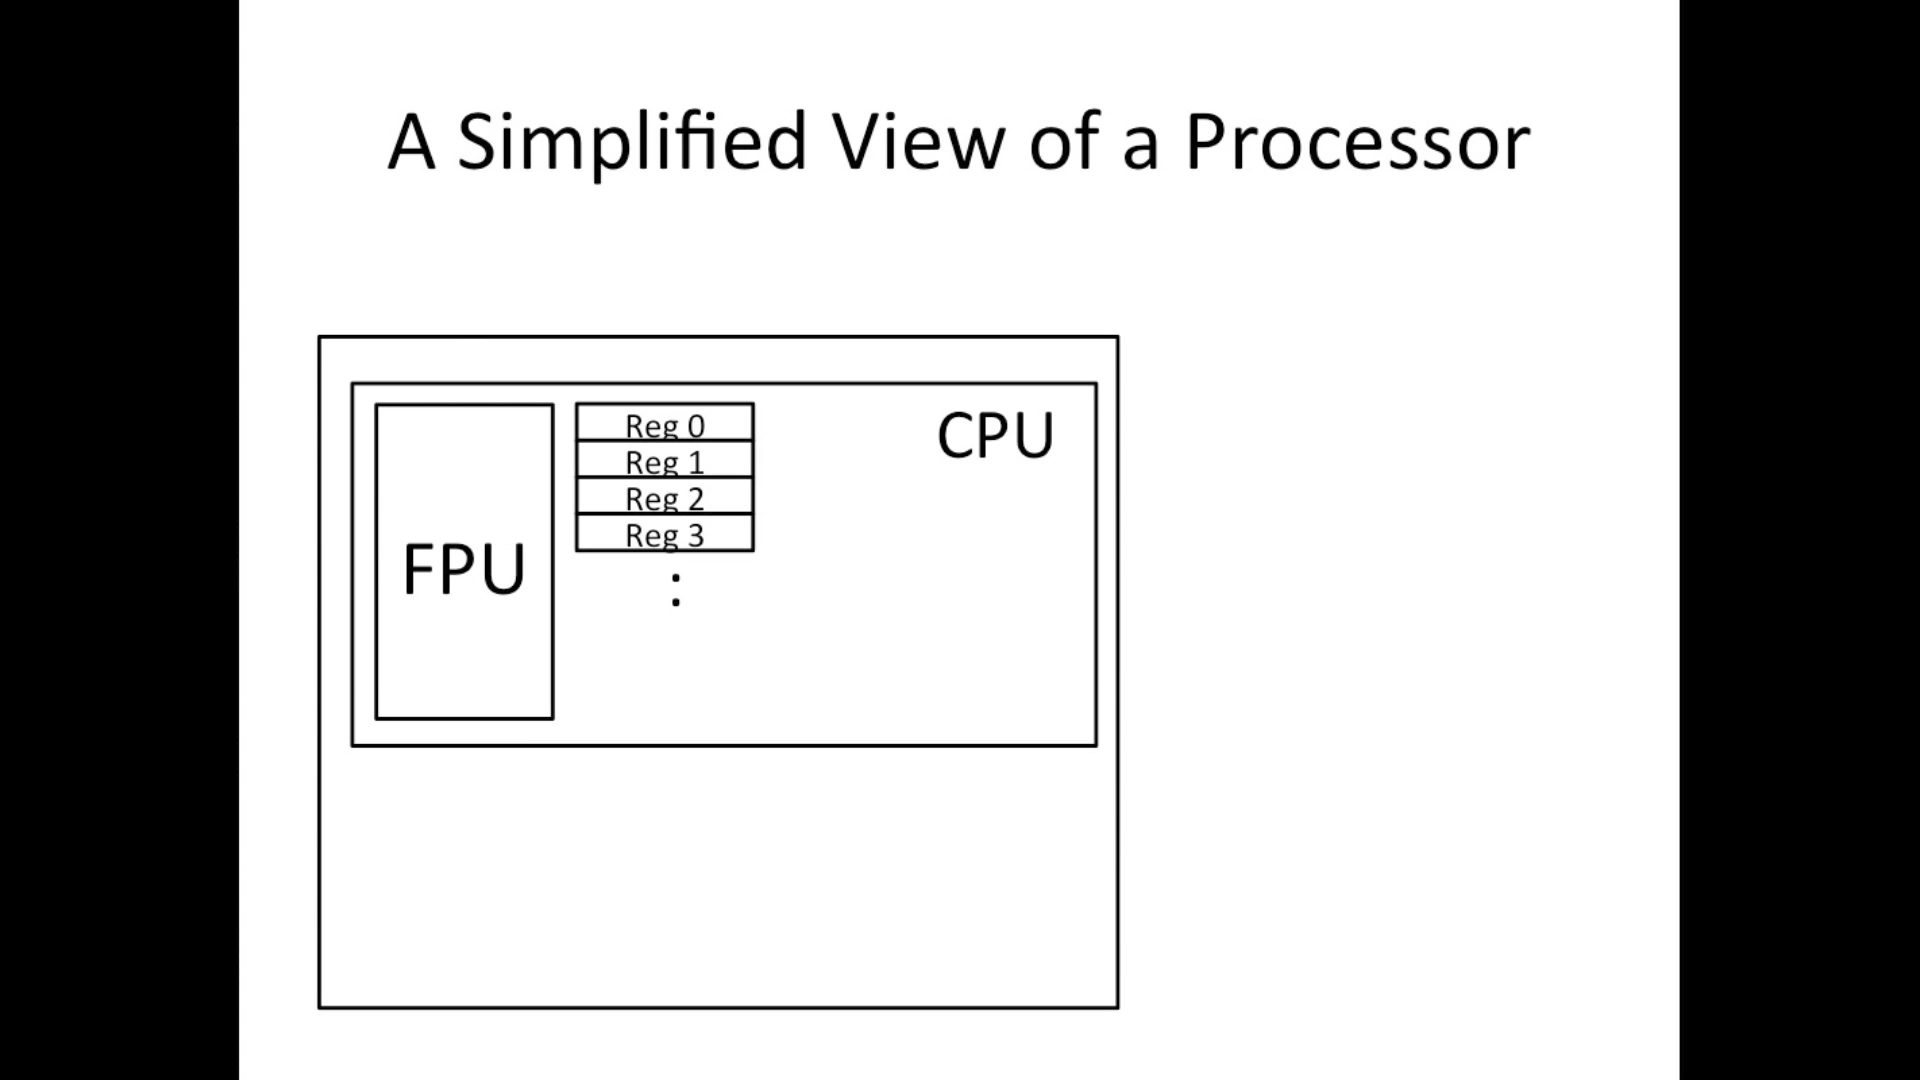 A Simplified View of a Processor
CPU
FPU
Reg 0
Reg 1
Reg 2
Reg 3
: